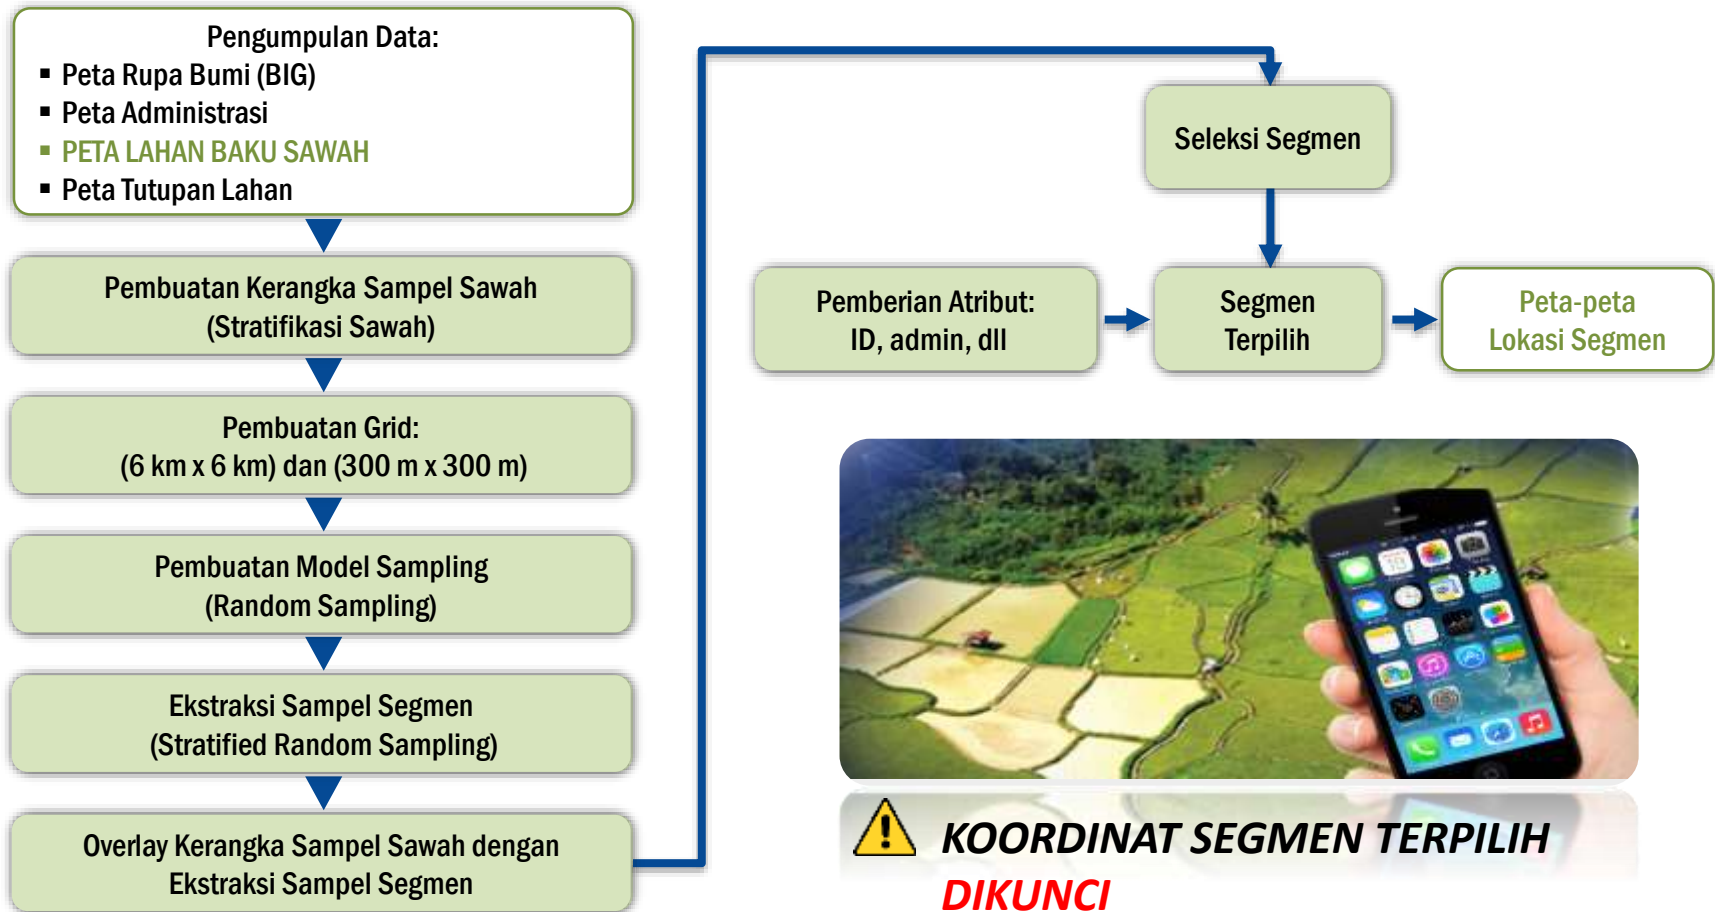 Pengumpulan Data:
▪ Peta Rupa Bumi (BIG)
▪ Peta Administrasi
▪ PETA LAHAN BAKU SAWAH
▪ Peta Tutupan Lahan
Pembuatan Kerangka Sampel Sawah
(Stratifikasi Sawah)
Pembuatan Grid:
(6 km x 6 km) dan (300 m x 300 m)
Pembuatan Model Sampling
(Random Sampling)
Ekstraksi Sampel Segmen
(Stratified Random Sampling)
Overlay Kerangka Sampel Sawah dengan
Ekstraksi Sampel Segmen
Seleksi Segmen
Pemberian Atribut:
ID, admin, dll
Segmen
Terpilih
Peta-peta
Lokasi Segmen
KOORDINAT SEGMEN TERPILIH
DIKUNCI